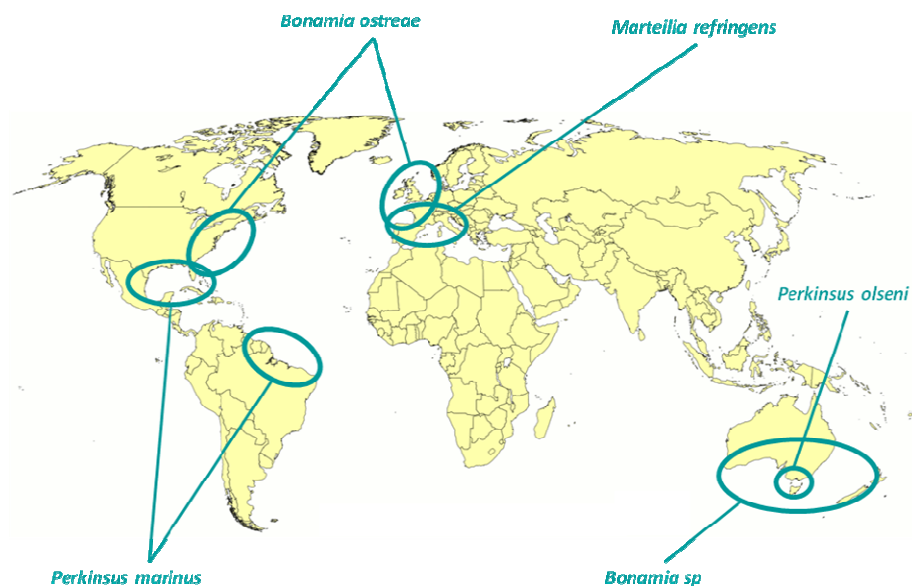 Bonamia ostreae
Marteilia refringens
Perkinsus olseni
Perkinsus marinus
Bonamia sp